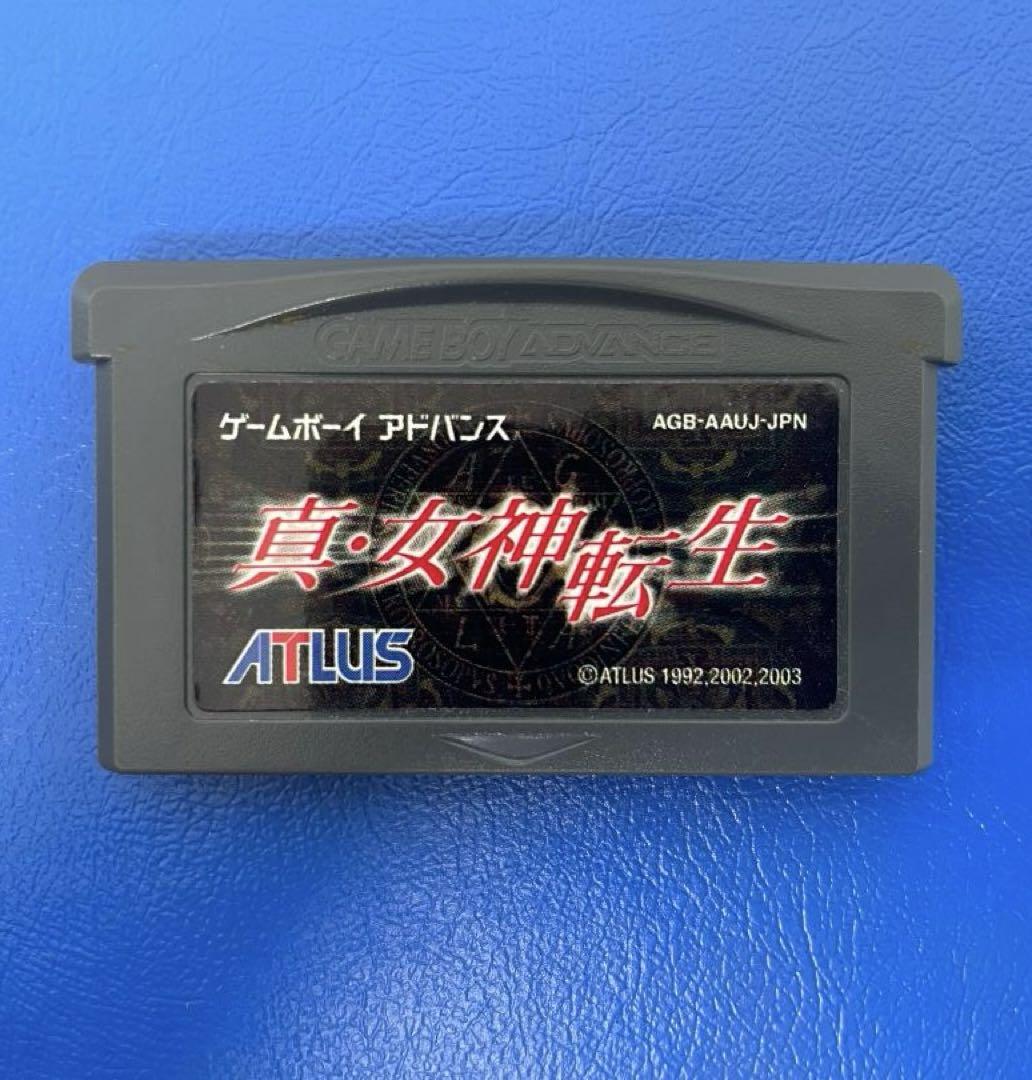 GAME BOY ADVANCE
ゲームボーイ アドバンス
AGB-AAUJ-JPN
真・女神転生
ATLUS
©ATLUS 1992,2002,2003